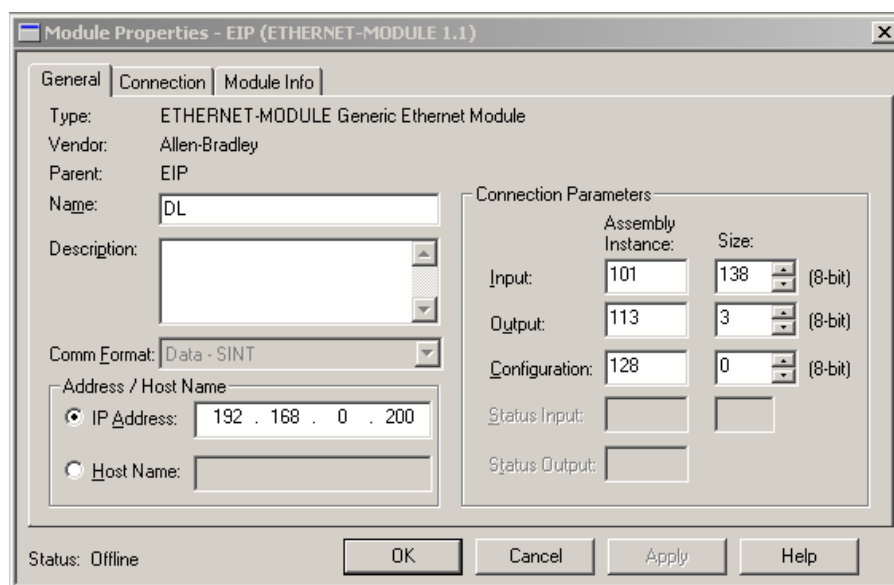 Module Properties - EIP (ETHERNET-MODULE 1.1)
General Connection Module Info
Type: ETHERNET-MODULE Generic Ethernet Module
Vendor: Allen-Bradley
Parent: EIP
Name: DL
Description:
Comm Format: Data - SINT
Address / Host Name
IP Address: 192 . 168 . 0 . 200
Host Name:
Connection Parameters
Assembly
Instance: Size:
Input: 101 138 (8-bit)
Output: 113 3 (8-bit)
Configuration: 128 0 (8-bit)
Status Input:
Status Output:
Status: Offline OK Cancel Apply Help